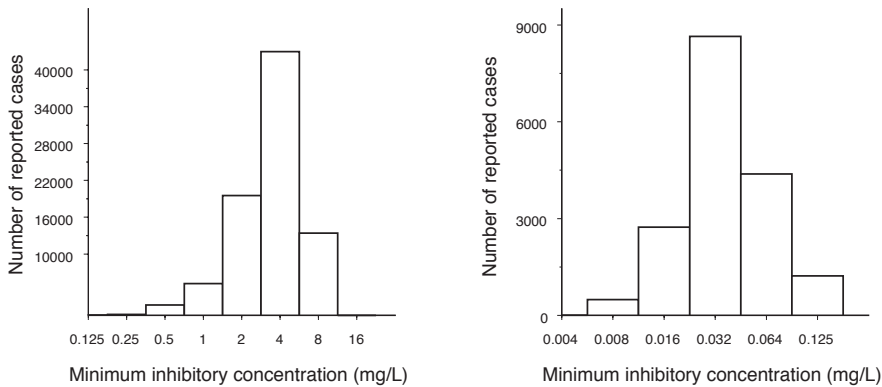 Number of reported cases
40000
34000
28000
22000
16000
10000
0.125 0.25 0.5 1 2 4 8 16
Minimum inhibitory concentration (mg/L)
Number of reported cases
9000
6000
3000
0
0.004 0.008 0.016 0.032 0.064 0.125
Minimum inhibitory concentration (mg/L)